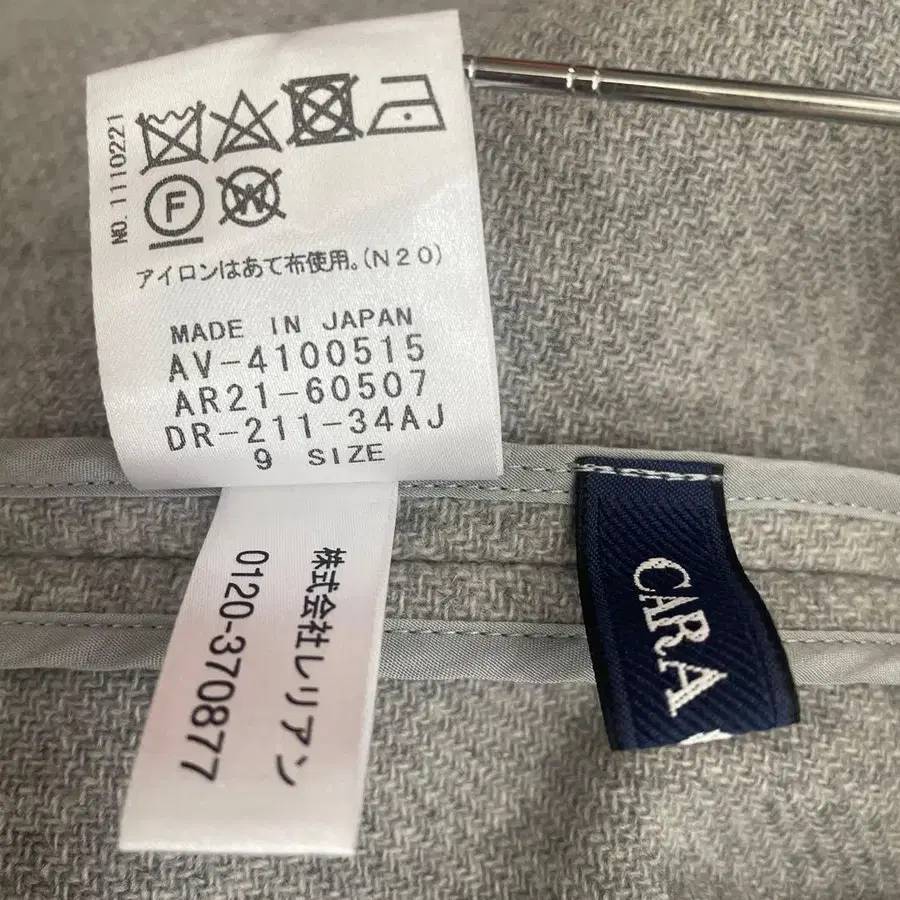 NO. 1110221
F
W
アイロンはあて布使用。(N20)
MADE IN JAPAN
AV-4100515
AR21-60507
DR-211-34AJ
9 SIZE
株式会社レリアン
0120-370877
CARA